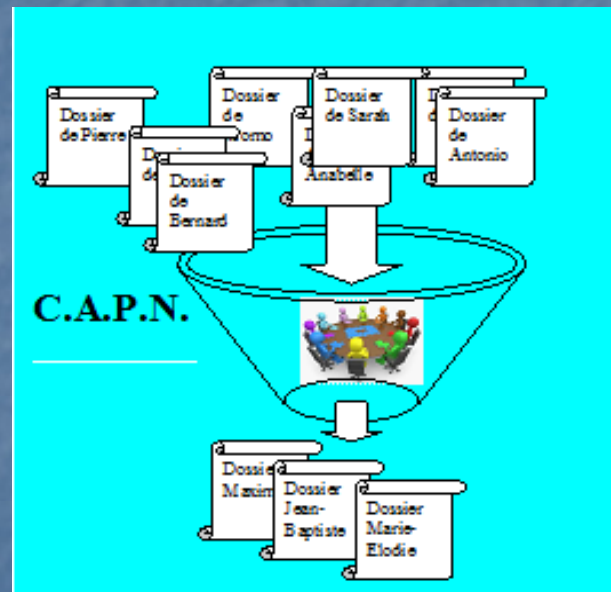 Dossier
de Pierre
Dossier
de
Dossier
de Sarah
Dossier
de
Antonio
Anabelle
Dossier
de
Bernard
C.A.P.N.
Dossier
Dossier
Jean-
Baptiste
Dossier
Marie-
Elodie